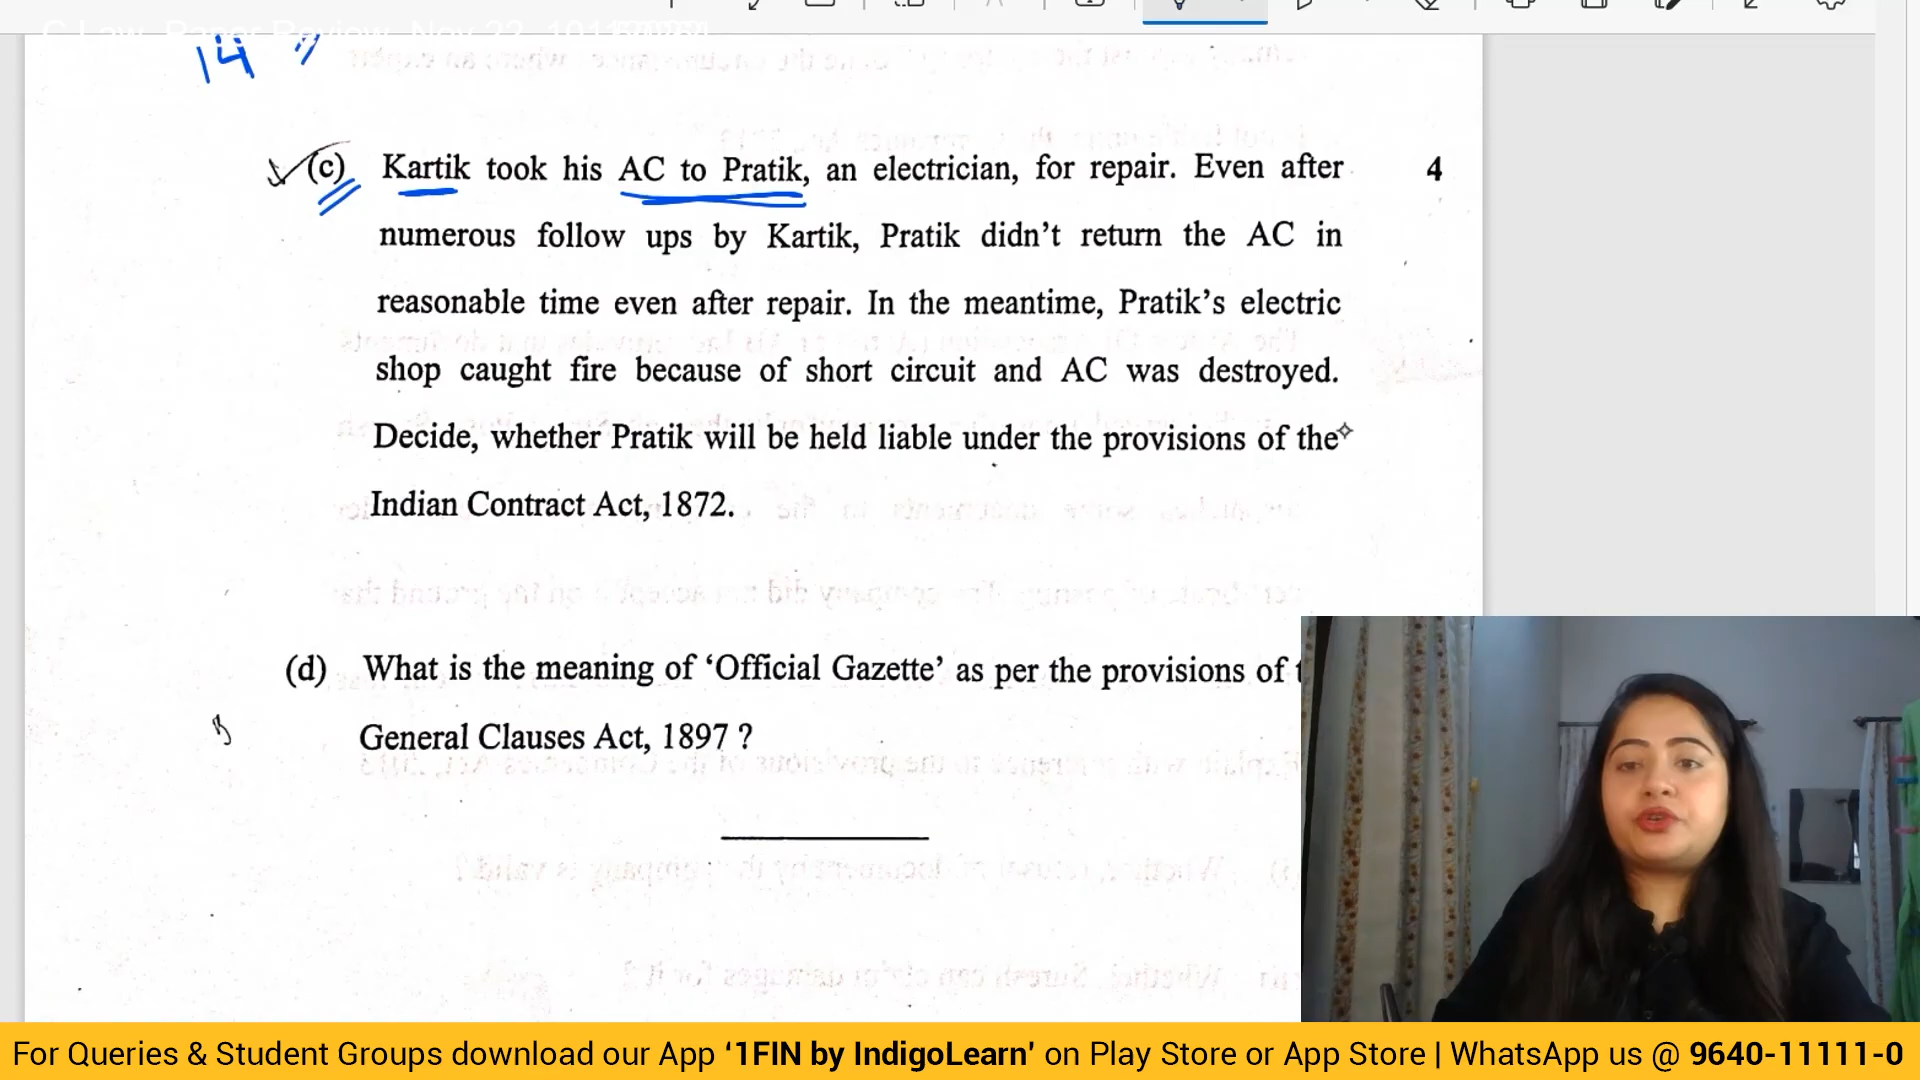 C Law Paper Review Nov 22
14
(c) Kartik took his AC to Pratik, an electrician, for repair. Even after 4
numerous follow ups by Kartik, Pratik didn’t return the AC in
reasonable time even after repair. In the meantime, Pratik’s electric
shop caught fire because of short circuit and AC was destroyed.
Decide, whether Pratik will be held liable under the provisions of the
Indian Contract Act, 1872.
(d) What is the meaning of ‘Official Gazette’ as per the provisions of
General Clauses Act, 1897 ?
For Queries & Student Groups download our App ‘1FIN by IndigoLearn’ on Play Store or App Store | WhatsApp us @ 9640-11111-0